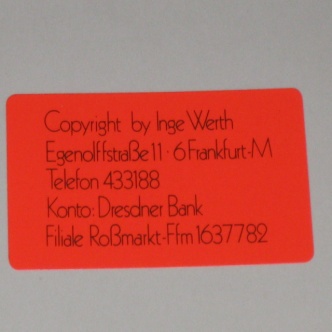 Copyright by Inge Werth
Egenolffstraße 11 · 6 Frankfurt-M
Telefon 433188
Konto: Dresdner Bank
Filiale Roßmarkt-Ffm 1637782